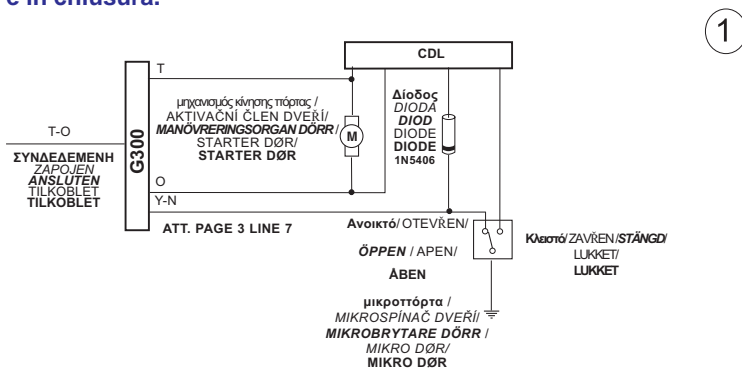 e in chiusura.
1
CDL
T
μηχανισμός κίνησης πόρτας /
AKTIVAČNÍ ČLEN DVEŘÍ/
MANÖVRERINGSORGAN DÖRR /
STARTER DØR/
STARTER DØR
M
Δίοδος
DIODA
DIOD
DIODE
DIODE
1N5406
G300
T-O
ΣΥΝΔΕΔΕΜΕΝΗ
ZAPOJEN
ANSLUTEN
TILKOBLET
TILKOBLET
O
Y-N
ATT. PAGE 3 LINE 7
Ανοικτό/ OTEVŘEN/
ÖPPEN / APEN/
ÅBEN
Κλειστό/ ZAVŘEN /STÄNGD/
LUKKET/
LUKKET
μικροπόρτα /
MIKROSPÍNAČ DVEŘÍ/
MIKROBRYTARE DÖRR /
MIKRO DØR/
MIKRO DØR